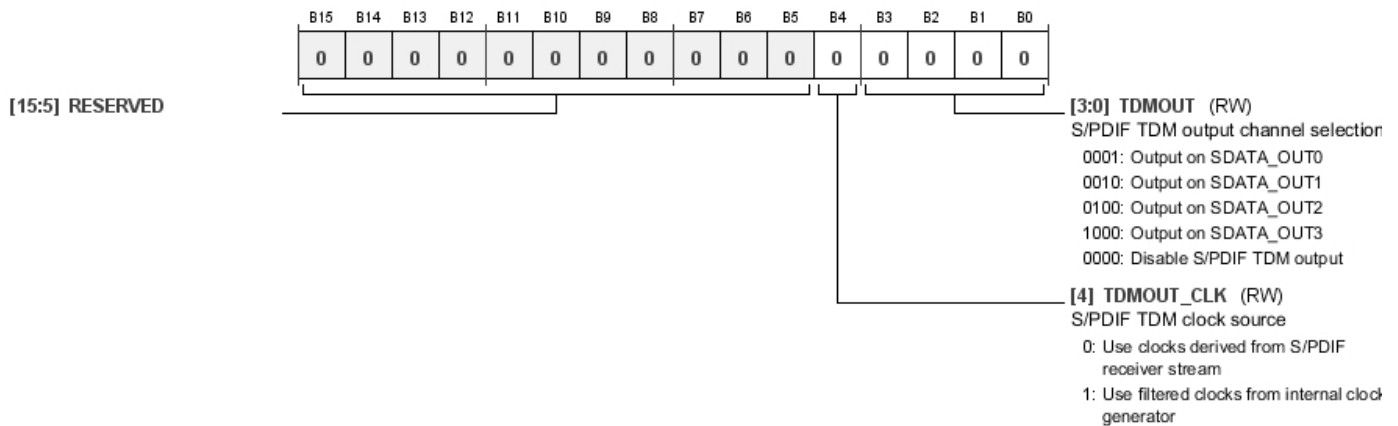 B15 B14 B13 B12 B11 B10 B9 B8 B7 B6 B5 B4 B3 B2 B1 B0
0 0 0 0 0 0 0 0 0 0 0 0 0 0 0 0
[15:5] RESERVED
[3:0] TDMOUT (RW)
S/PDIF TDM output channel selection
0001: Output on SDATA_OUT0
0010: Output on SDATA_OUT1
0100: Output on SDATA_OUT2
1000: Output on SDATA_OUT3
0000: Disable S/PDIF TDM output
[4] TDMOUT_CLK (RW)
S/PDIF TDM clock source
0: Use clocks derived from S/PDIF
receiver stream
1: Use filtered clocks from internal clock
generator